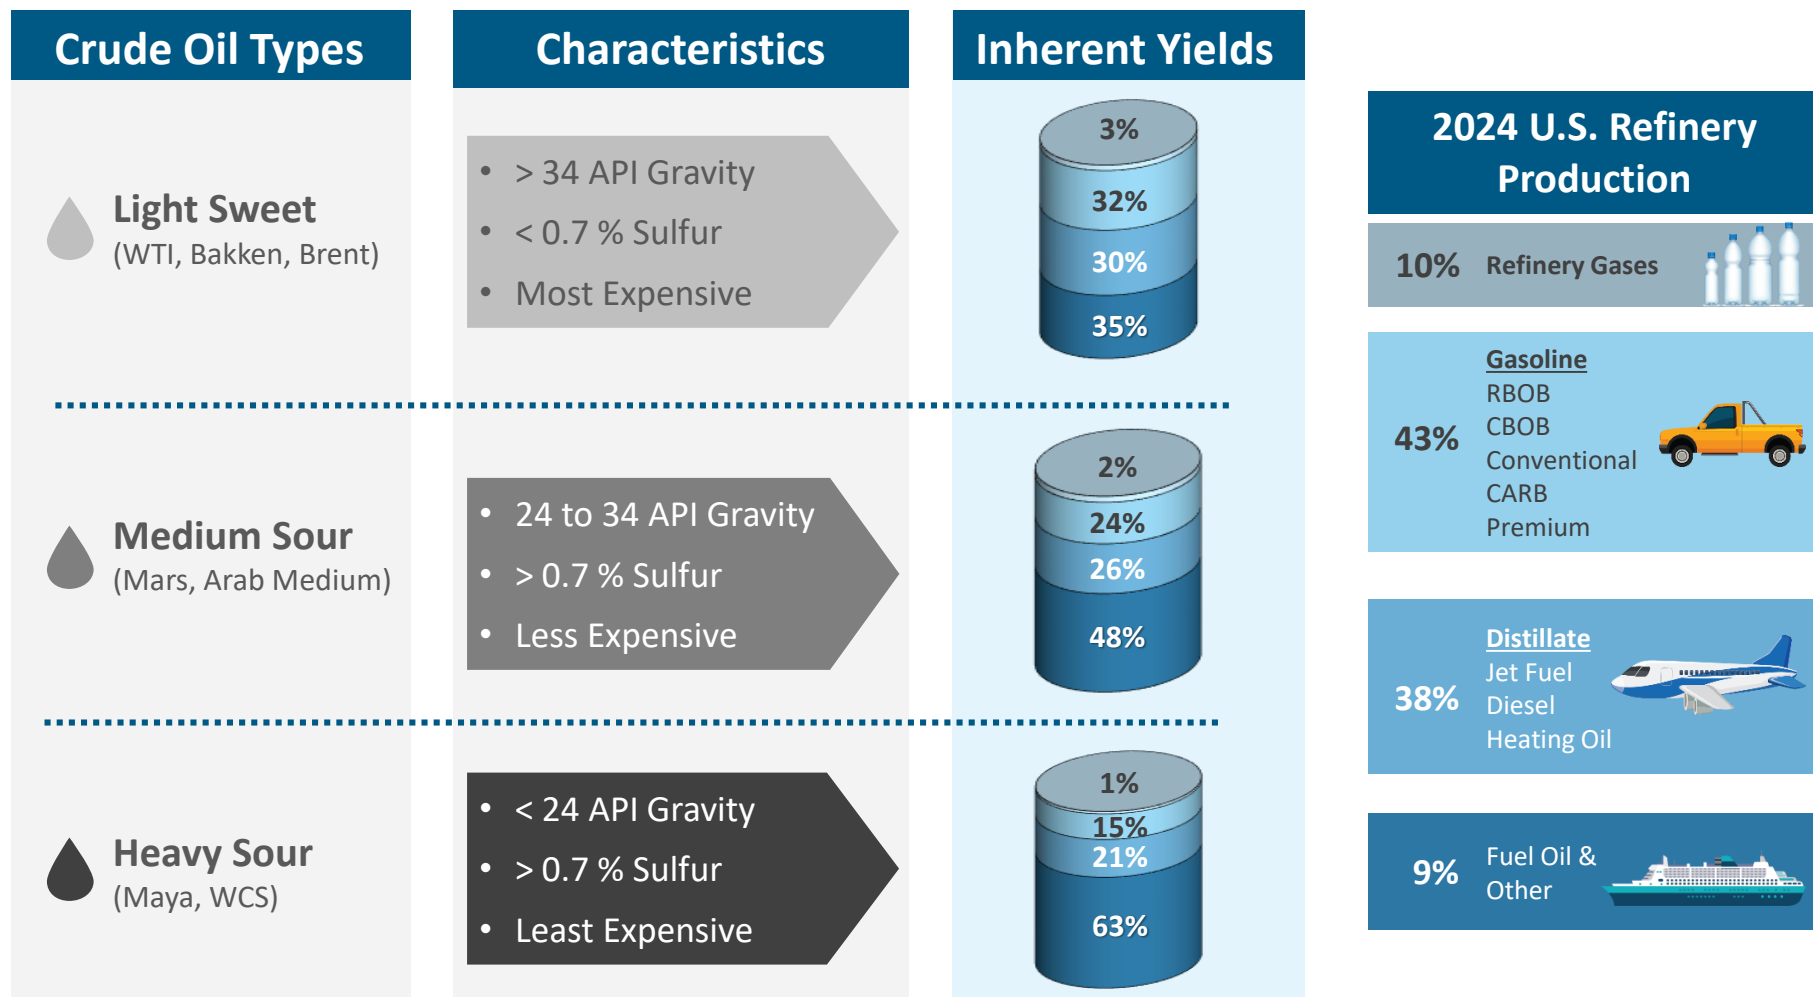 Crude Oil Types
Characteristics
Inherent Yields
Light Sweet
(WTI, Bakken, Brent)
• > 34 API Gravity
• < 0.7 % Sulfur
• Most Expensive
3%
32%
30%
35%
Medium Sour
(Mars, Arab Medium)
• 24 to 34 API Gravity
• > 0.7 % Sulfur
• Less Expensive
2%
24%
26%
48%
Heavy Sour
(Maya, WCS)
• < 24 API Gravity
• > 0.7 % Sulfur
• Least Expensive
1%
15%
21%
63%
2024 U.S. Refinery
Production
10% Refinery Gases
43%
Gasoline
RBOB
CBOB
Conventional
CARB
Premium
38%
Distillate
Jet Fuel
Diesel
Heating Oil
9%
Fuel Oil &
Other